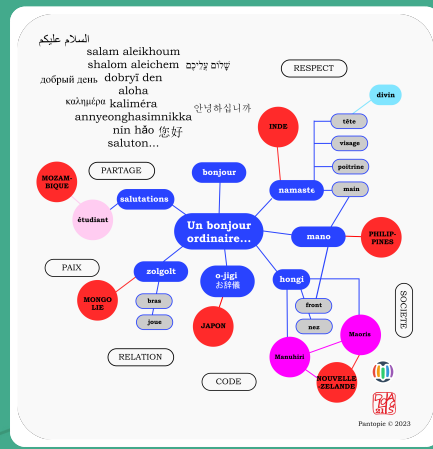 السلام عليكم
salam aleikhoum
shalom aleichem שָׁלוֹם עֲלֵיכֶם
добрый день dobryï den
aloha
καλημέρα kaliméra
안녕하십니까
annyeonghasimnikka
nin hǎo 您好
saluton...
RESPECT
divin
tête
visage
poitrine
main
INDE
namaste
PARTAGE
bonjour
MOZAM-
BIQUE
salutations
étudiant
Un bonjour
ordinaire...
mano
PHILIP-
PINES
PAIX
zolgolt
o-jigi
お辞儀
hongi
MONGO
LIE
bras
joue
JAPON
front
nez
SOCIETE
Maoris
Manuhiri
RELATION
CODE
NOUVELLE
-ZELANDE
Pantopie © 2023